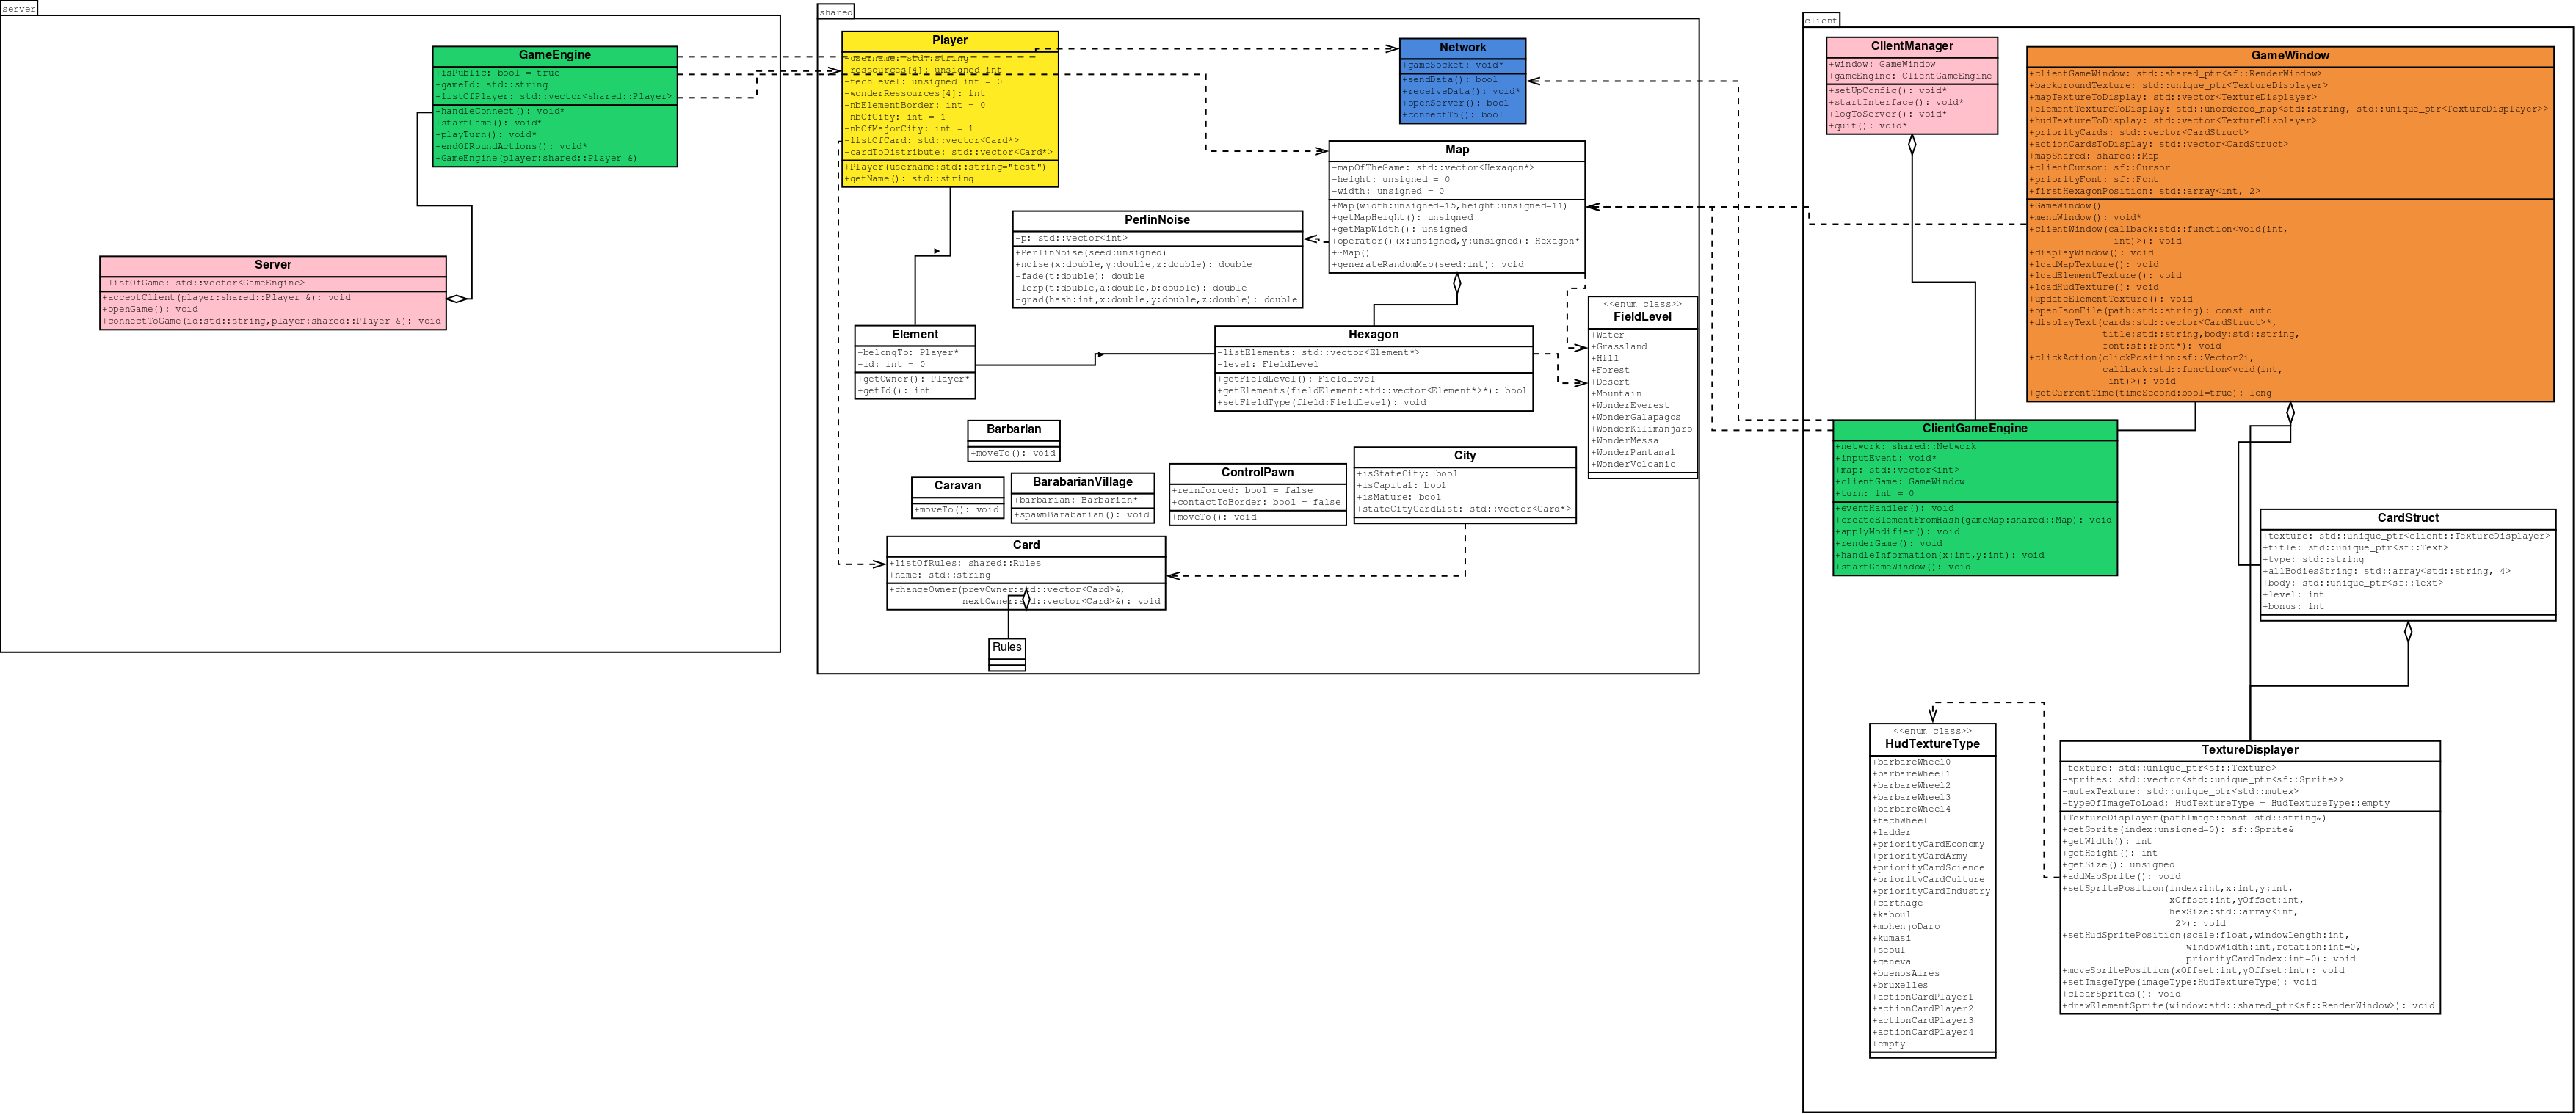 server
GameEngine
+isPublic: bool = true
+gameId: std::string
+listOfPlayer: std::vector<shared::Player>
+handleConnect(): void*
+startGame(): void*
+playTurn(): void*
+endOfRoundActions(): void*
+GameEngine(player:shared::Player &)
Server
-listOfGame: std::vector<GameEngine>
+acceptClient(player:shared::Player &): void
+openGame(): void
+connectToGame(id:std::string,player:shared::Player &): void
shared
Player
-username: std::string
-ressources[4]: unsigned int
-techLevel: unsigned int = 0
-wonderRessources[4]: int
-nbElementBorder: int = 0
-nbOfCity: int = 1
-nbOfMajorCity: int = 1
-listOfCard: std::vector<Card*>
-cardToDistribute: std::vector<Card*>
+Player(username:std::string="test")
+getName(): std::string
Network
+gameSocket: void*
+sendData(): bool
+receiveData(): void*
+openServer(): bool
+connectTo(): bool
Map
-mapOfTheGame: std::vector<Hexagon*>
-height: unsigned = 0
-width: unsigned = 0
+Map(width:unsigned=15,height:unsigned=11)
+getMapHeight(): unsigned
+getMapWidth(): unsigned
+operator()(x:unsigned,y:unsigned): Hexagon*
+~Map()
+generateRandomMap(seed:int): void
PerlinNoise
-p: std::vector<int>
+PerlinNoise(seed:unsigned)
+noise(x:double,y:double,z:double): double
-fade(t:double): double
-lerp(t:double,a:double,b:double): double
-grad(hash:int,x:double,y:double,z:double): double
<<enum class>>
FieldLevel
+Water
+Grassland
+Hill
+Forest
+Desert
+Mountain
+WonderEverest
+WonderGalapagos
+WonderKilimanjaro
+WonderMessa
+WonderPantanal
+WonderVolcanic
Element
-belongTo: Player*
-id: int = 0
+getOwner(): Player*
+getId(): int
Hexagon
-listElements: std::vector<Element*>
-level: FieldLevel
+getFieldLevel(): FieldLevel
+getElements(fieldElement:std::vector<Element*>*): bool
+setFieldType(field:FieldLevel): void
Barbarian
+moveTo(): void
Caravan
+moveTo(): void
BarabarianVillage
+barbarian: Barbarian*
+spawnBarabarian(): void
ControlPawn
+reinforced: bool = false
+contactToBorder: bool = false
+moveTo(): void
City
+isStateCity: bool
+isCapital: bool
+isMature: bool
+stateCityCardList: std::vector<Card*>
Card
+listOfRules: shared::Rules
+name: std::string
+changeOwner(prevOwner:std::vector<Card>&,
nextOwner:std::vector<Card>&): void
Rules
client
ClientManager
+window: GameWindow
+gameEngine: ClientGameEngine
+setUpConfig(): void*
+startInterface(): void*
+logToServer(): void*
+quit(): void*
GameWindow
+clientGameWindow: std::shared_ptr<sf::RenderWindow>
+backgroundTexture: std::unique_ptr<TextureDisplayer>
+mapTextureToDisplay: std::vector<TextureDisplayer>
+elementTextureToDisplay: std::unordered_map<std::string, std::unique_ptr<TextureDisplayer>>
+hudTextureToDisplay: std::vector<TextureDisplayer>
+priorityCards: std::vector<CardStruct>
+actionCardsToDisplay: std::vector<CardStruct>
+mapShared: shared::Map
+clientCursor: sf::Cursor
+priorityFont: sf::Font
+firstHexagonPosition: std::array<int, 2>
+GameWindow()
+menuWindow(): void*
+clientWindow(callback:std::function<void(int,
int)>): void
+displayWindow(): void
+loadMapTexture(): void
+loadElementTexture(): void
+loadHudTexture(): void
+updateElementTexture(): void
+openJsonFile(path:std::string): const auto
+displayText(cards:std::vector<CardStruct>*,
title:std::string,body:std::string,
font:sf::Font*): void
+clickAction(clickPosition:sf::Vector2i,
callback:std::function<void(int,
int)>): void
+getCurrentTime(timeSecond:bool=true): long
ClientGameEngine
+network: shared::Network
+inputEvent: void*
+map: std::vector<int>
+clientGame: GameWindow
+turn: int = 0
+eventHandler(): void
+createElementFromHash(gameMap:shared::Map): void
+applyModifier(): void
+renderGame(): void
+handleInformation(x:int,y:int): void
+startGameWindow(): void
CardStruct
+texture: std::unique_ptr<client::TextureDisplayer>
+title: std::unique_ptr<sf::Text>
+type: std::string
+allBodiesString: std::array<std::string, 4>
+body: std::unique_ptr<sf::Text>
+level: int
+bonus: int
<<enum class>>
HudTextureType
+barbareWheel0
+barbareWheel1
+barbareWheel2
+barbareWheel3
+barbareWheel4
+techWheel
+ladder
+priorityCardEconomy
+priorityCardArmy
+priorityCardScience
+priorityCardCulture
+priorityCardIndustry
+carthage
+kaboul
+mohenjoDaro
+kumasi
+seoul
+geneva
+buenosAires
+bruxelles
+actionCardPlayer1
+actionCardPlayer2
+actionCardPlayer3
+actionCardPlayer4
+empty
TextureDisplayer
-texture: std::unique_ptr<sf::Texture>
-sprites: std::vector<std::unique_ptr<sf::Sprite>>
-mutexTexture: std::unique_ptr<std::mutex>
-typeOfImageToLoad: HudTextureType = HudTextureType::empty
+TextureDisplayer(pathImage:const std::string&)
+getSprite(index:unsigned=0): sf::Sprite&
+getWidth(): int
+getHeight(): int
+getSize(): unsigned
+addMapSprite(): void
+setSpritePosition(index:int,x:int,y:int,
xOffset:int,yOffset:int,
hexSize:std::array<int,
2>): void
+setHudSpritePosition(scale:float,windowLength:int,
windowWidth:int,rotation:int=0,
priorityCardIndex:int=0): void
+moveSpritePosition(xOffset:int,yOffset:int): void
+setImageType(imageType:HudTextureType): void
+clearSprites(): void
+drawElementSprite(window:std::shared_ptr<sf::RenderWindow>): void